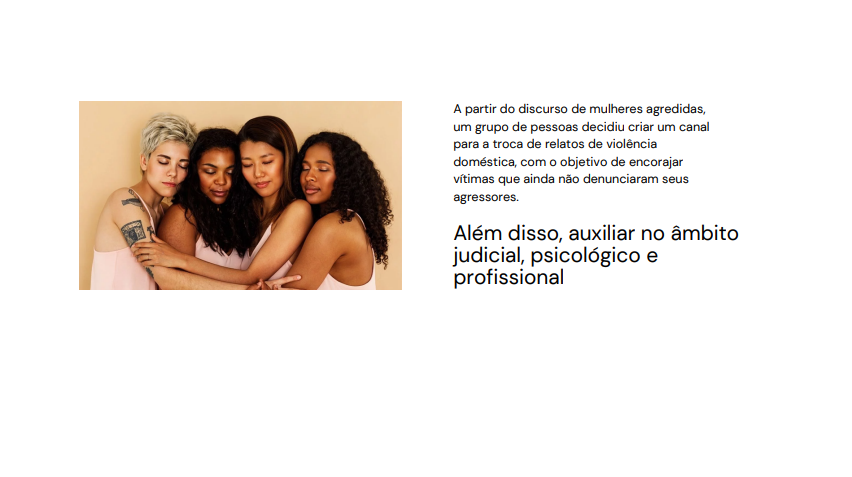 A partir do discurso de mulheres agredidas,
um grupo de pessoas decidiu criar um canal
para a troca de relatos de violência
doméstica, com o objetivo de encorajar
vítimas que ainda não denunciaram seus
agressores.
Além disso, auxiliar no âmbito
judicial, psicológico e
profissional